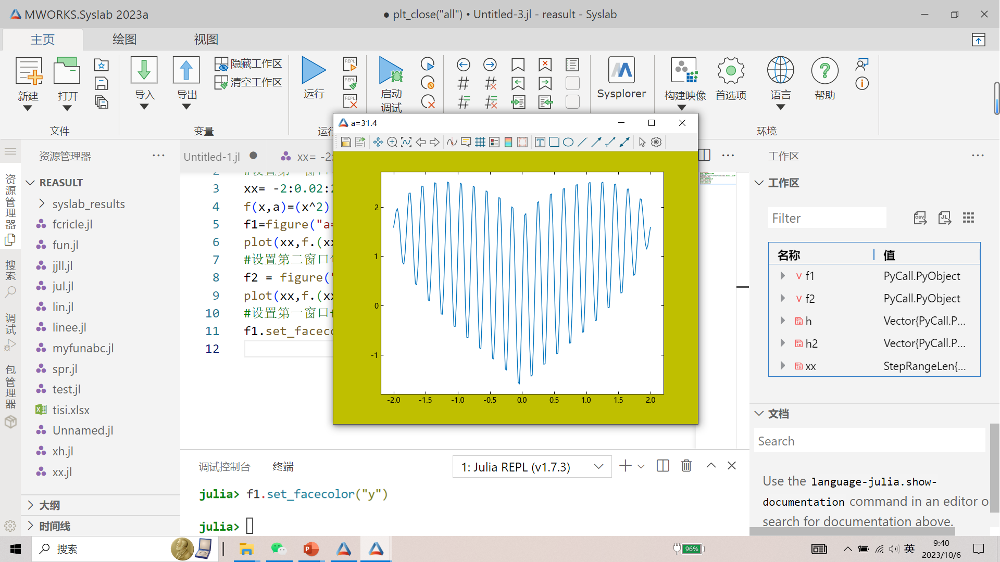 MWORKS.Syslab 2023a
● plt_close("all") • Untitled-3.jl - reasult - Syslab
主页
绘图
视图
新建
打开
文件
导入
导出
隐藏工作区
清空工作区
变量
运行
REPL
REPL
REPL
启动
调试
Sysplorer
构建映像
首选项
语言
帮助
环境
资源管理器
搜索
调试
包管理器
资源管理器
REASULT
syslab_results
fcricle.jl
fun.jl
jjll.jl
jul.jl
lin.jl
linee.jl
myfunabc.jl
spr.jl
test.jl
tisi.xlsx
Unnamed.jl
xh.jl
xx.jl
大纲
时间线
Untitled-1.jl
xx= -2
3 xx= -2:0.02:
4 f(x,a)=(x^2)
5 f1=figure("a
6 plot(xx,f.(x
7 #设置第二窗口
8 f2 = figure(
9 plot(xx,f.(x
10 #设置第一窗口
11 f1.set_facec
12
a=31.4
2
1
0
-1
-2.0 -1.5 -1.0 -0.5 0.0 0.5 1.0 1.5 2.0
调试控制台
终端
1: Julia REPL (v1.7.3)
julia> f1.set_facecolor("y")
julia>
工作区
工作区
Filter
CSV
JL
名称 值
f1 PyCall.PyObject
f2 PyCall.PyObject
h Vector{PyCall.P...
h2 Vector{PyCall.P...
xx StepRangeLen{...
文档
Search
Use the language-julia.show-
documentation command in an editor o
search for documentation above.
搜索
96%
英
9:40
2023/10/6